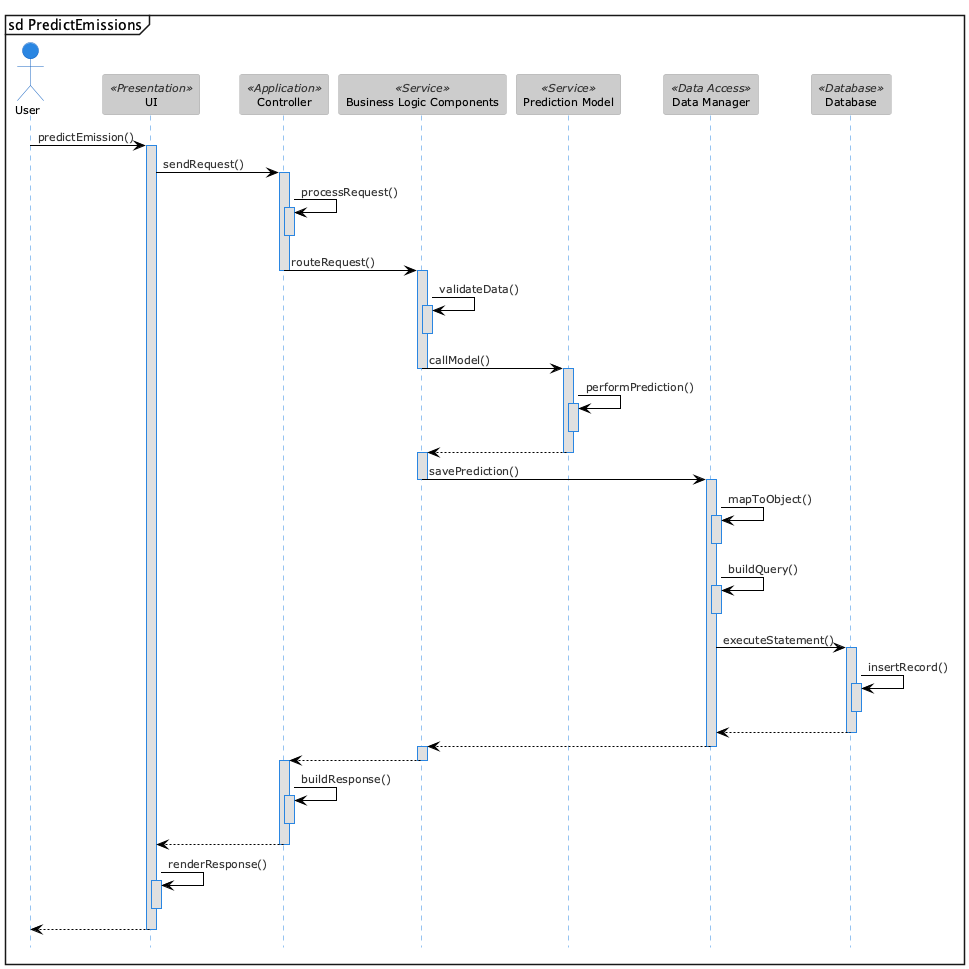 sd PredictEmissions
User
«Presentation»
UI
«Application»
Controller
«Service»
Business Logic Components
«Service»
Prediction Model
«Data Access»
Data Manager
«Database»
Database
predictEmission()
sendRequest()
processRequest()
routeRequest()
validateData()
callModel()
performPrediction()
savePrediction()
mapToObject()
buildQuery()
executeStatement()
insertRecord()
buildResponse()
renderResponse()